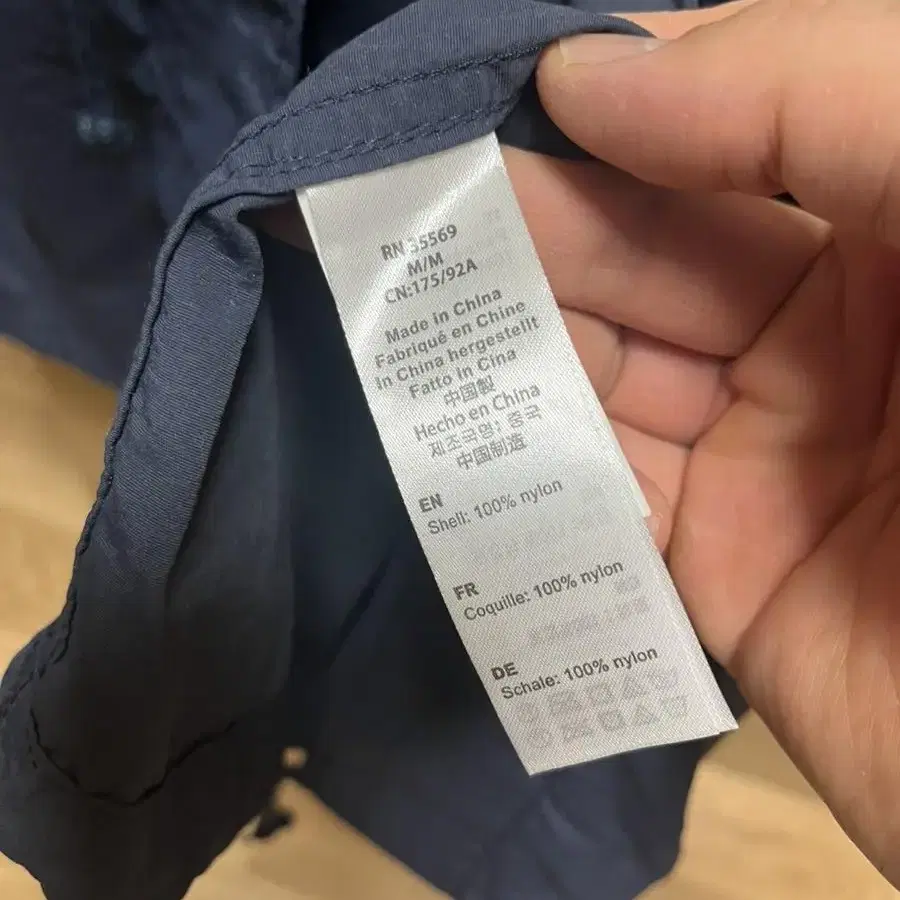 RN 35569
M/M
CN:175/92A
Made in China
Fabriqué en Chine
In China hergestellt
Fatto in Cina
中国製
Hecho en China
제조국명: 중국
中国制造
EN
Shell: 100% nylon
FR
Coquille: 100% nylon
DE
Schale: 100% nylon